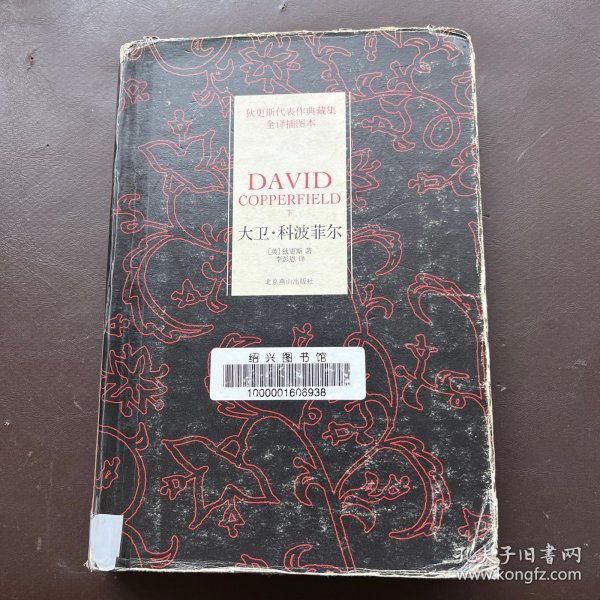 狄更斯代表作典藏集
全译插图本
DAVID
COPPERFIELD
下
大卫·科波菲尔
[英] 狄更斯 著
李彭恩 译
北京燕山出版社
绍兴图书馆
1000001606938
孔夫子旧书网
www.kongfz.com